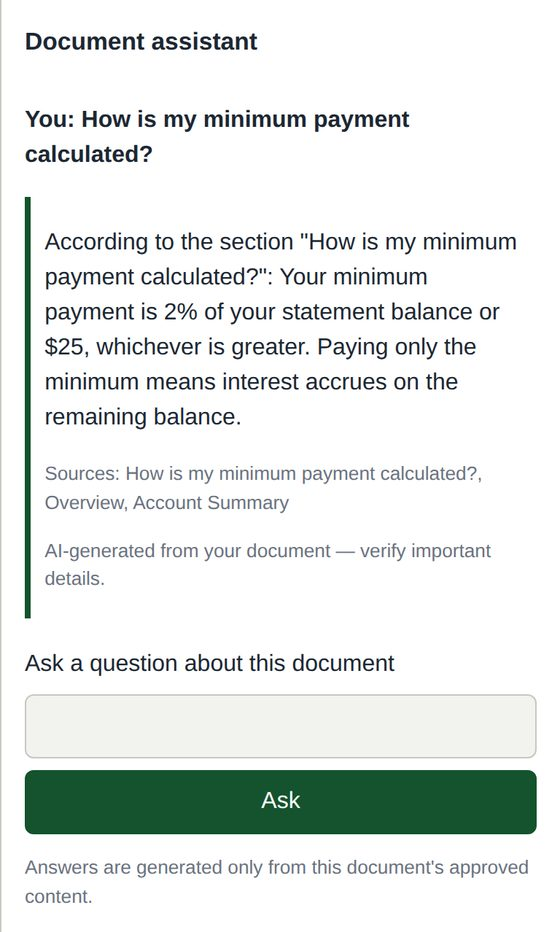 Document assistant
You: How is my minimum payment
calculated?
According to the section "How is my minimum
payment calculated?": Your minimum
payment is 2% of your statement balance or
$25, whichever is greater. Paying only the
minimum means interest accrues on the
remaining balance.
Sources: How is my minimum payment calculated?,
Overview, Account Summary
AI-generated from your document — verify important
details.
Ask a question about this document
Ask
Answers are generated only from this document's approved
content.